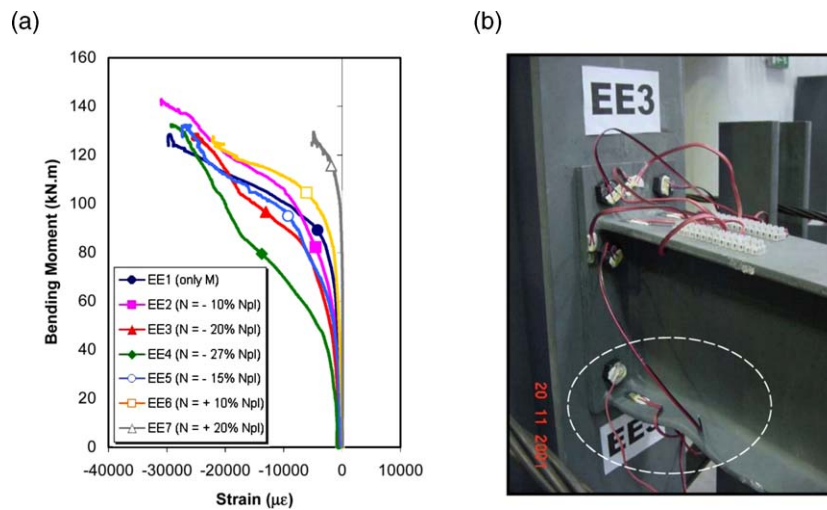 (a)
160
140
120
100
80
60
40
20
0
Bending Moment (kN.m)
EE1 (only M)
EE2 (N = - 10% Npl)
EE3 (N = - 20% Npl)
EE4 (N = - 27% Npl)
EE5 (N = - 15% Npl)
EE6 (N = + 10% Npl)
EE7 (N = + 20% Npl)
-40000 -30000 -20000 -10000 0 10000
Strain (με)
(b)
EE3
20 11 2001